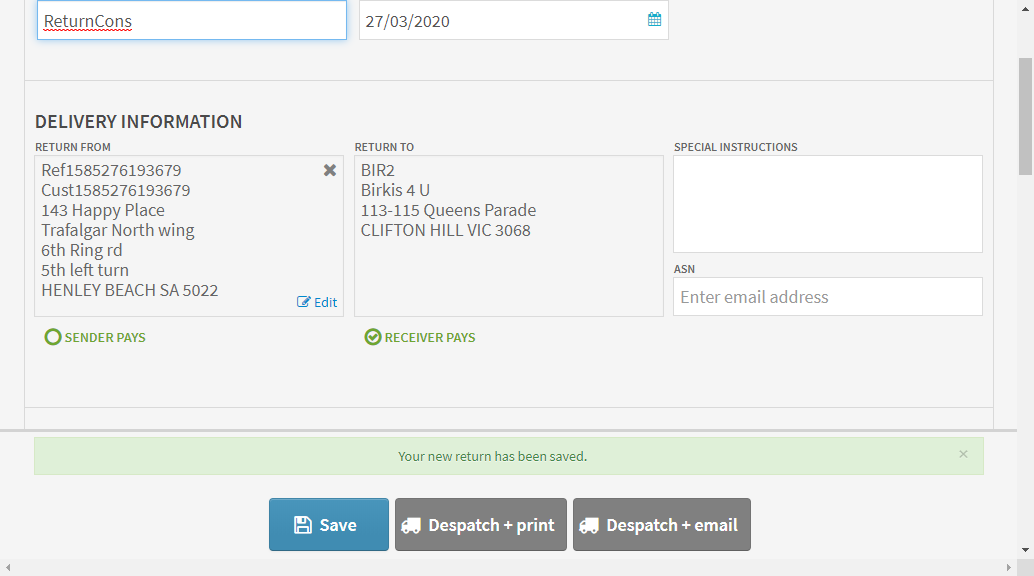 ReturnCons
27/03/2020
DELIVERY INFORMATION
RETURN FROM
Ref1585276193679
Cust1585276193679
143 Happy Place
Trafalgar North wing
6th Ring rd
5th left turn
HENLEY BEACH SA 5022
Edit
SENDER PAYS
RETURN TO
BIR2
Birkis 4 U
113-115 Queens Parade
CLIFTON HILL VIC 3068
RECEIVER PAYS
SPECIAL INSTRUCTIONS
ASN
Enter email address
Your new return has been saved.
Save
Despatch + print
Despatch + email